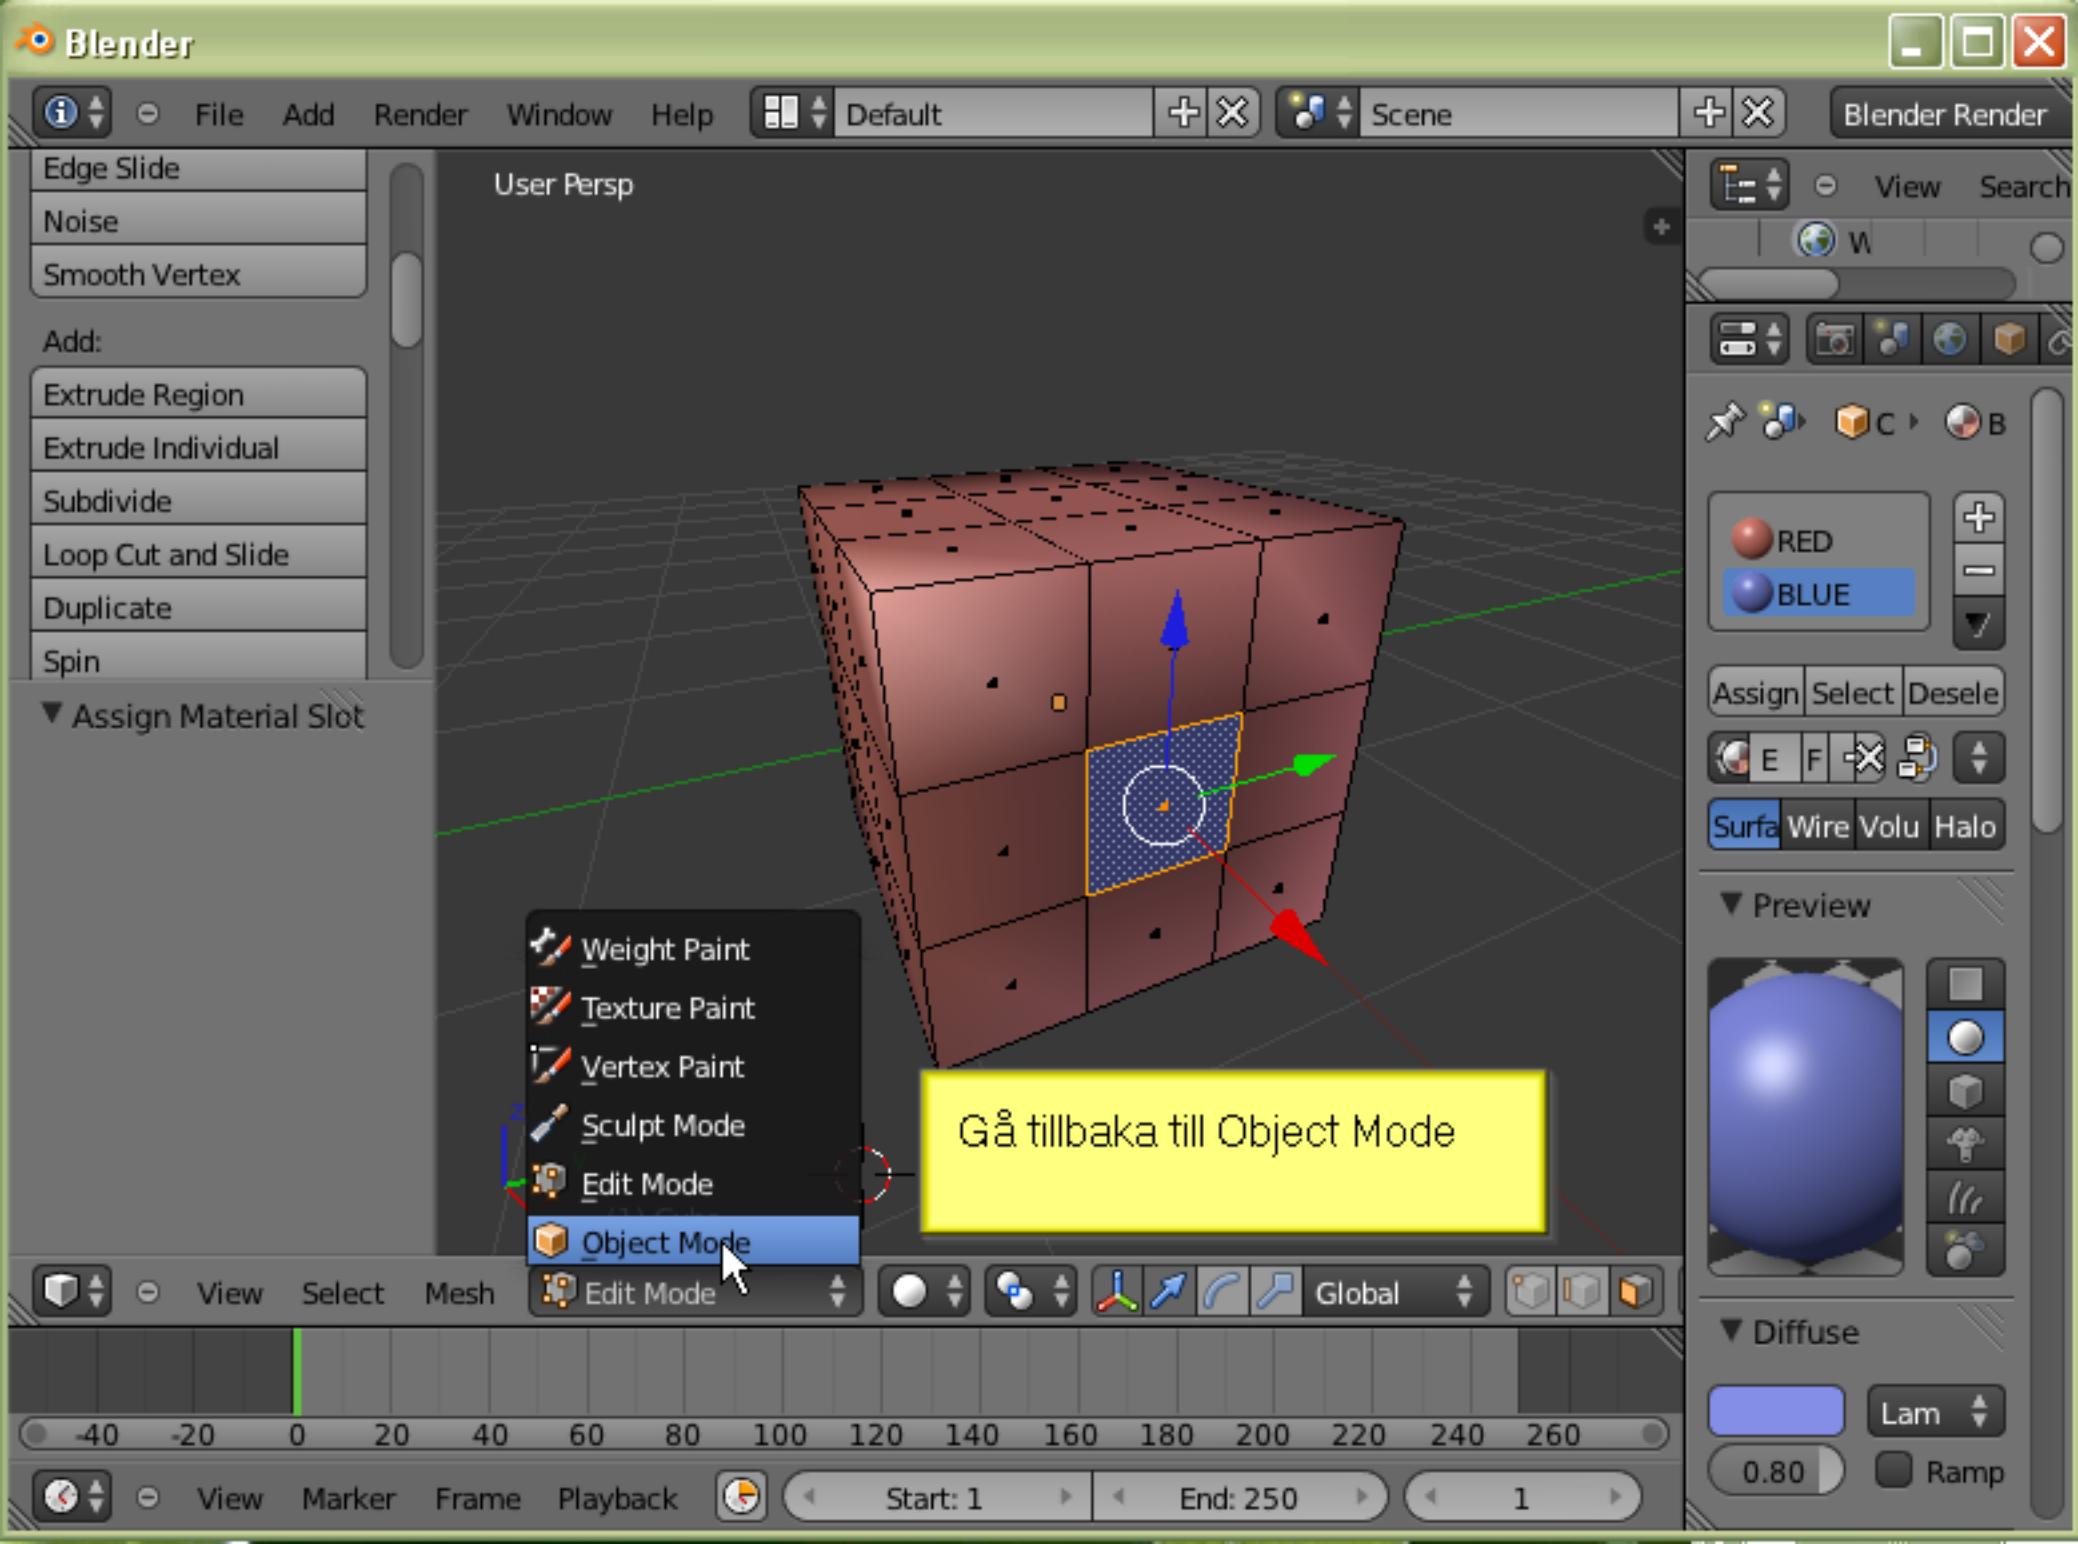 Blender
File Add Render Window Help Default Scene Blender Render
Edge Slide
Noise
Smooth Vertex
Add:
Extrude Region
Extrude Individual
Subdivide
Loop Cut and Slide
Duplicate
Spin
Assign Material Slot
User Persp
View Search
W
C B
RED
BLUE
Assign Select Desele
E F
Surfa Wire Volu Halo
Preview
Diffuse
Lam
0.80 Ramp
Weight Paint
Texture Paint
Vertex Paint
Sculpt Mode
Edit Mode
Object Mode
Gå tillbaka till Object Mode
z
View Select Mesh Edit Mode Global
-40 -20 0 20 40 60 80 100 120 140 160 180 200 220 240 260
View Marker Frame Playback Start: 1 End: 250 1